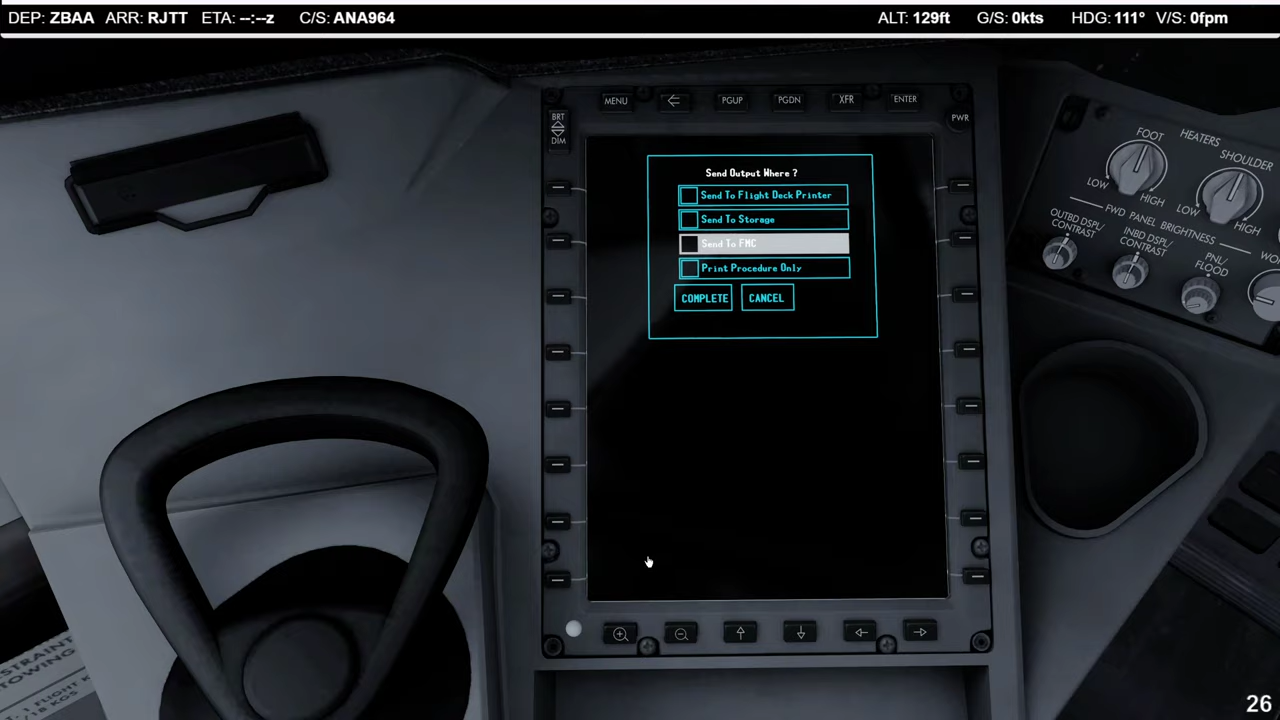 DEP: ZBAA ARR: RJTT ETA: --:--z C/S: ANA964 ALT: 129ft G/S: 0kts HDG: 111° V/S: 0fpm
MENU PGUP PGDN XFR ENTER
BRT
DIM
PWR
Send Output Where ?
Send To Flight Deck Printer
Send To Storage
Send To FMC
Print Procedure Only
COMPLETE CANCEL
FOOT HEATERS SHOULDER
LOW HIGH LOW HIGH
FWD PANEL BRIGHTNESS
OUTBD DSPL/
CONTRAST
INBD DSPL/
CONTRAST
PNL/
FLOOD
TOWING
26